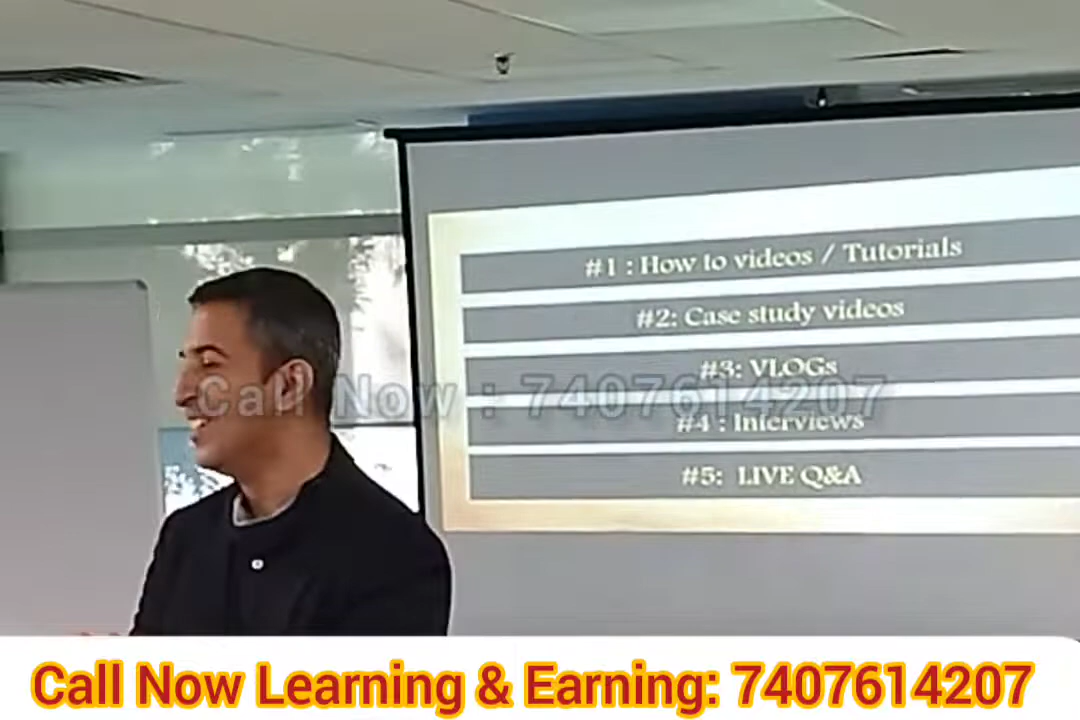 #1 : How to videos / Tutorials
#2: Case study videos
#3: VLOGs
Call Now : 7407614207
#4 : Interviews
#5: LIVE Q&A
Call Now Learning & Earning: 7407614207